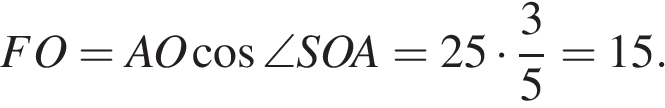 FO = AO cos ∠SOA = 25 · 3/5 = 15.